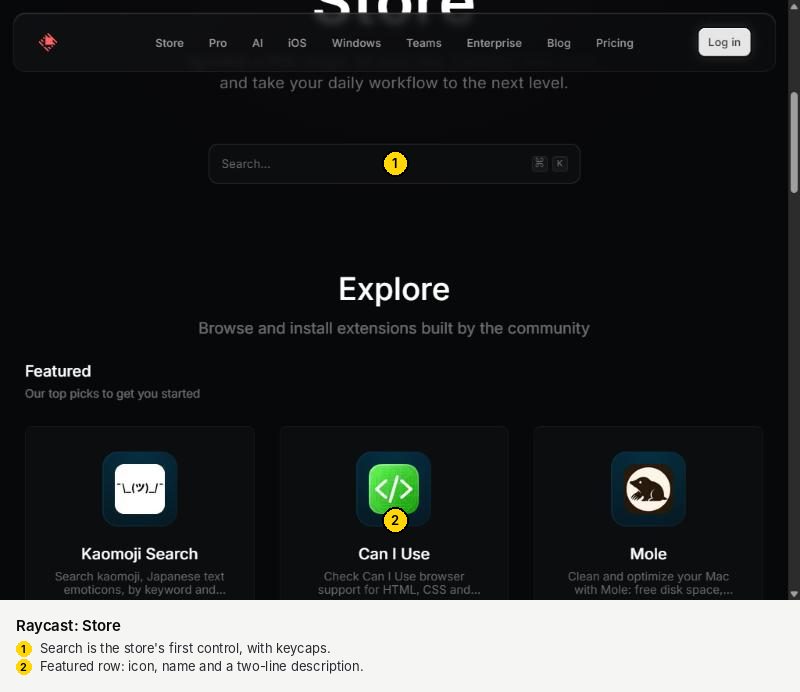 Store
Store Pro AI iOS Windows Teams Enterprise Blog Pricing Log in
and take your daily workflow to the next level.
Search... ⌘ K
1
Explore
Browse and install extensions built by the community
Featured
Our top picks to get you started
¯\_(ツ)_/¯
</>
2
Kaomoji Search
Search kaomoji, Japanese text
emoticons, by keyword and...
Can I Use
Check Can I Use browser
support for HTML, CSS and...
Mole
Clean and optimize your Mac
with Mole: free disk space,...
Raycast: Store
1 Search is the store's first control, with keycaps.
2 Featured row: icon, name and a two-line description.